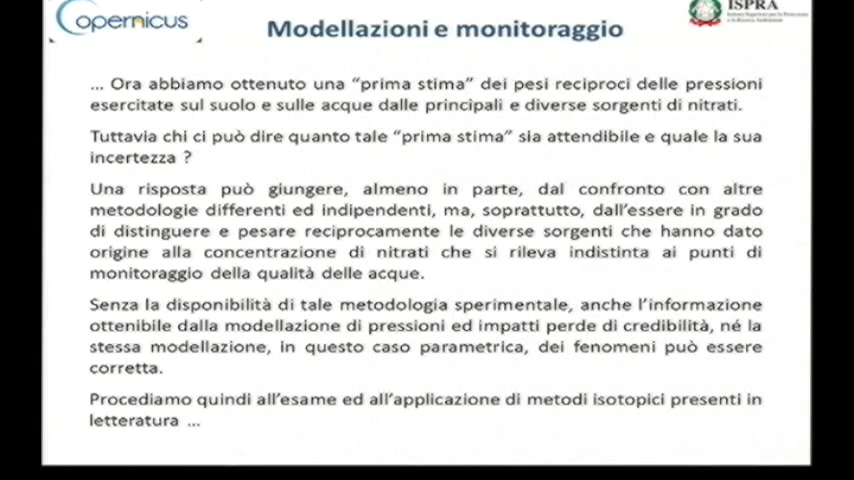 Copernicus
ISPRA
Modellazioni e monitoraggio
... Ora abbiamo ottenuto una “prima stima” dei pesi reciproci delle pressioni
esercitate sul suolo e sulle acque dalle principali e diverse sorgenti di nitrati.
Tuttavia chi ci può dire quanto tale “prima stima” sia attendibile e quale la sua
incertezza ?
Una risposta può giungere, almeno in parte, dal confronto con altre
metodologie differenti ed indipendenti, ma, soprattutto, dall’essere in grado
di distinguere e pesare reciprocamente le diverse sorgenti che hanno dato
origine alla concentrazione di nitrati che si rileva indistinta ai punti di
monitoraggio della qualità delle acque.
Senza la disponibilità di tale metodologia sperimentale, anche l’informazione
ottenibile dalla modellazione di pressioni ed impatti perde di credibilità, né la
stessa modellazione, in questo caso parametrica, dei fenomeni può essere
corretta.
Procediamo quindi all’esame ed all’applicazione di metodi isotopici presenti in
letteratura ...